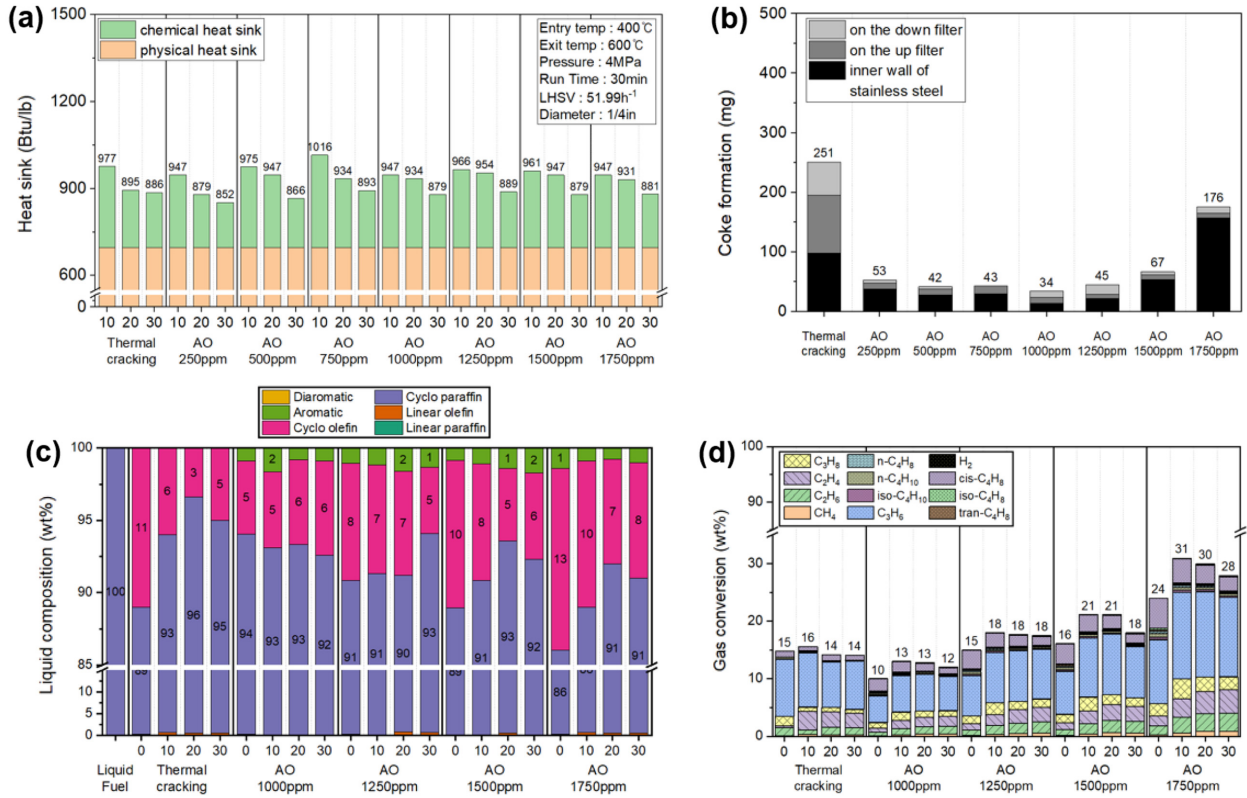 (a)
chemical heat sink
physical heat sink
Entry temp : 400℃
Exit temp : 600℃
Pressure : 4MPa
Run Time : 30min
LHSV : 51.99h⁻¹
Diameter : 1/4in
Heat sink (Btu/lb)
1500
1200
900
600
0
977 895 886 947 879 852 975 947 866 1016 934 893 947 934 879 966 954 889 961 947 879 947 931 881
10 20 30 10 20 30 10 20 30 10 20 30 10 20 30 10 20 30 10 20 30 10 20 30
Thermal cracking
AO 250ppm
AO 500ppm
AO 750ppm
AO 1000ppm
AO 1250ppm
AO 1500ppm
AO 1750ppm
(b)
on the down filter
on the up filter
inner wall of
stainless steel
Coke formation (mg)
500
400
300
200
100
0
251 53 42 43 34 45 67 176
Thermal cracking
AO 250ppm
AO 500ppm
AO 750ppm
AO 1000ppm
AO 1250ppm
AO 1500ppm
AO 1750ppm
Diaromatic
Aromatic
Cyclo olefin
Cyclo paraffin
Linear olefin
Linear paraffin
(c)
Liquid composition (wt%)
100
95
90
85
10
5
0
2 2 1 1 2 1
11 6 3 5 5 5 6 6 8 7 7 5 10 8 5 6 13 10 7 8
100 89 93 96 95 94 93 93 92 91 91 90 93 89 91 93 92 86 91 91
0 10 20 30 0 10 20 30 0 10 20 30 0 10 20 30 0 10 20 30
Liquid Fuel
Thermal cracking
AO 1000ppm
AO 1250ppm
AO 1500ppm
AO 1750ppm
(d)
C₃H₈ n-C₄H₈ H₂
C₂H₄ n-C₄H₁₀ cis-C₄H₈
C₂H₆ iso-C₄H₁₀ iso-C₄H₈
CH₄ C₃H₆ tran-C₄H₈
Gas conversion (wt%)
100
90
30
20
10
0
15 16 14 14 10 13 13 12 15 18 18 18 16 21 21 18 24 31 30 28
0 10 20 30 0 10 20 30 0 10 20 30 0 10 20 30 0 10 20 30
Thermal cracking
AO 1000ppm
AO 1250ppm
AO 1500ppm
AO 1750ppm